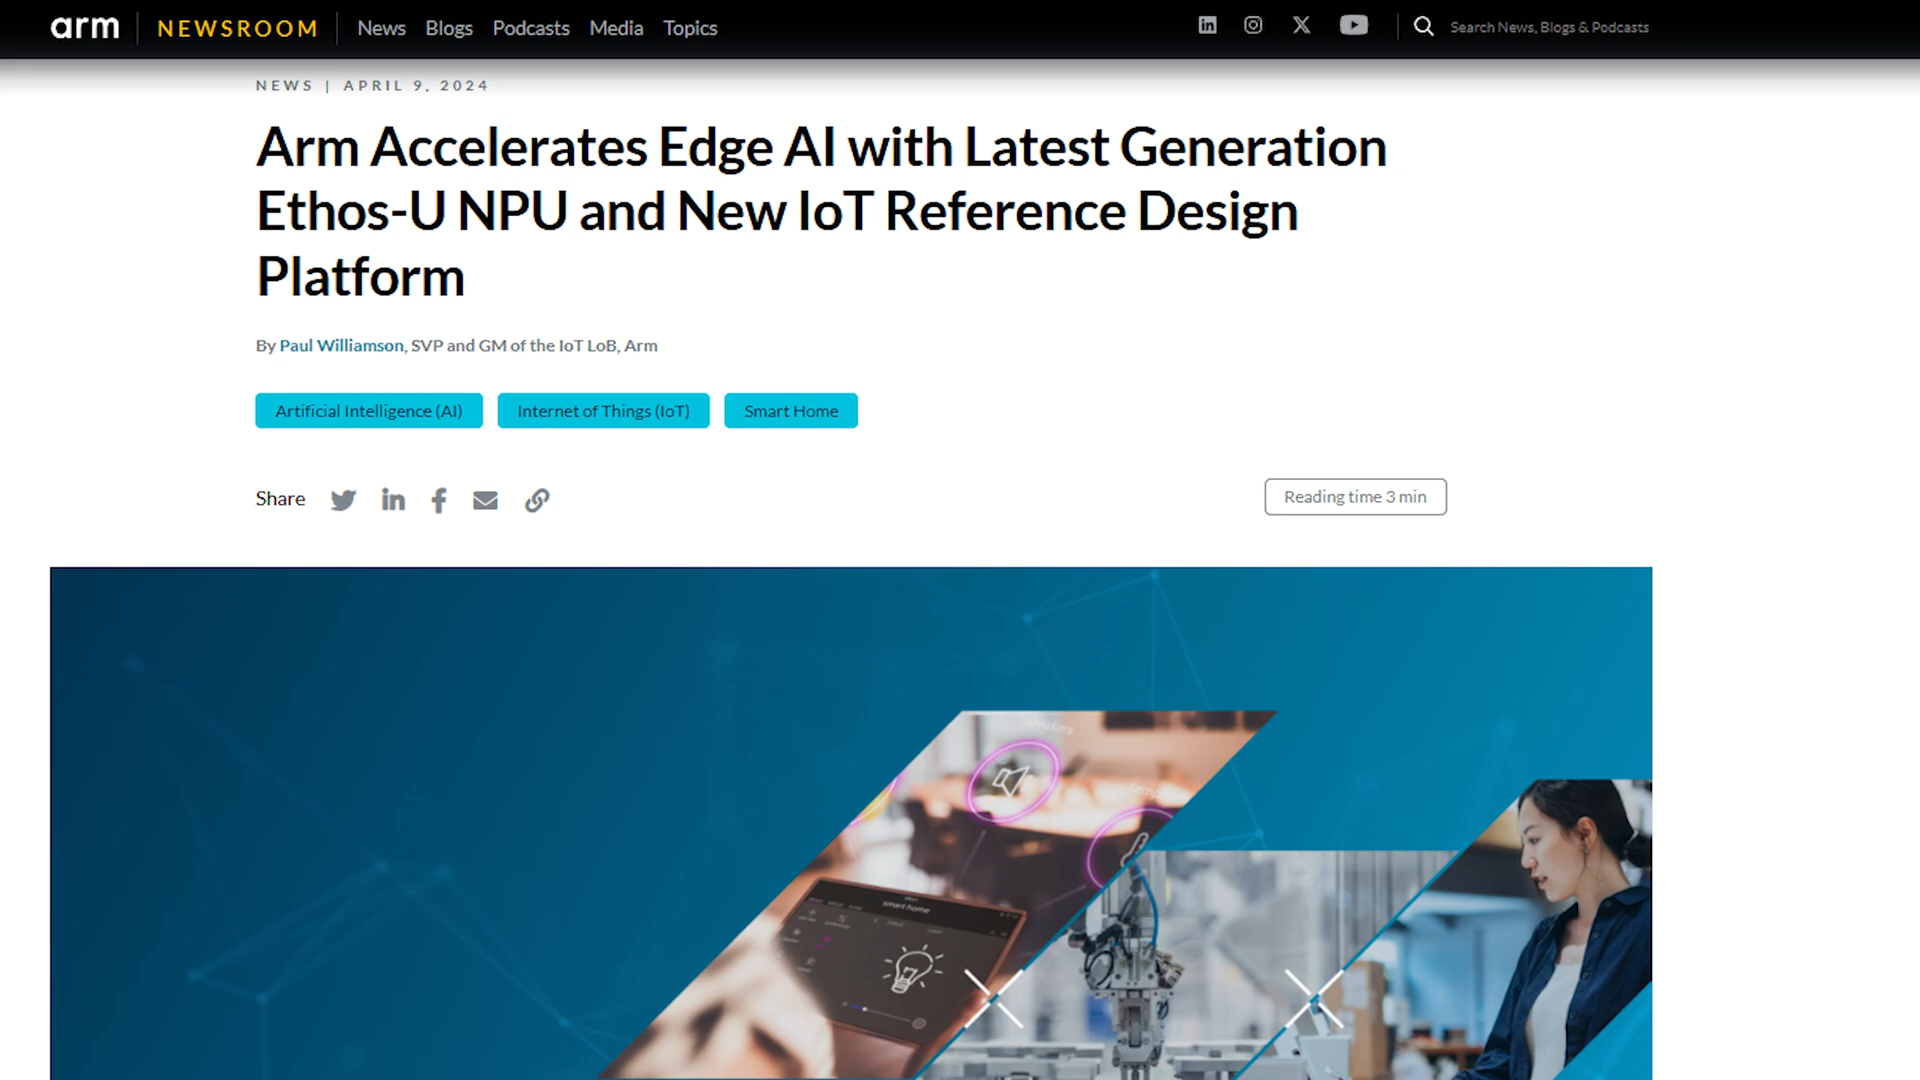 arm NEWSROOM News Blogs Podcasts Media Topics Search News, Blogs & Podcasts
NEWS | APRIL 9, 2024
Arm Accelerates Edge AI with Latest Generation
Ethos-U NPU and New IoT Reference Design
Platform
By Paul Williamson, SVP and GM of the IoT LoB, Arm
Artificial Intelligence (AI) Internet of Things (IoT) Smart Home
Share
Reading time 3 min
smart home